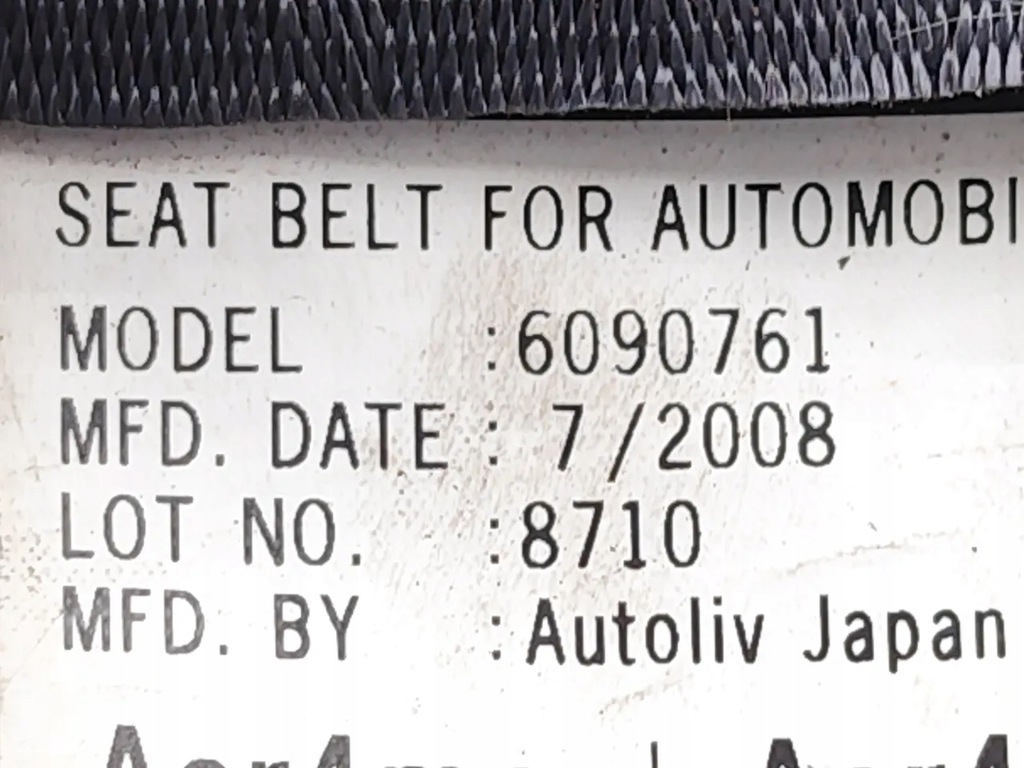 SEAT BELT FOR AUTOMOBI
MODEL :6090761
MFD. DATE : 7/2008
LOT NO. :8710
MFD. BY :Autoliv Japan